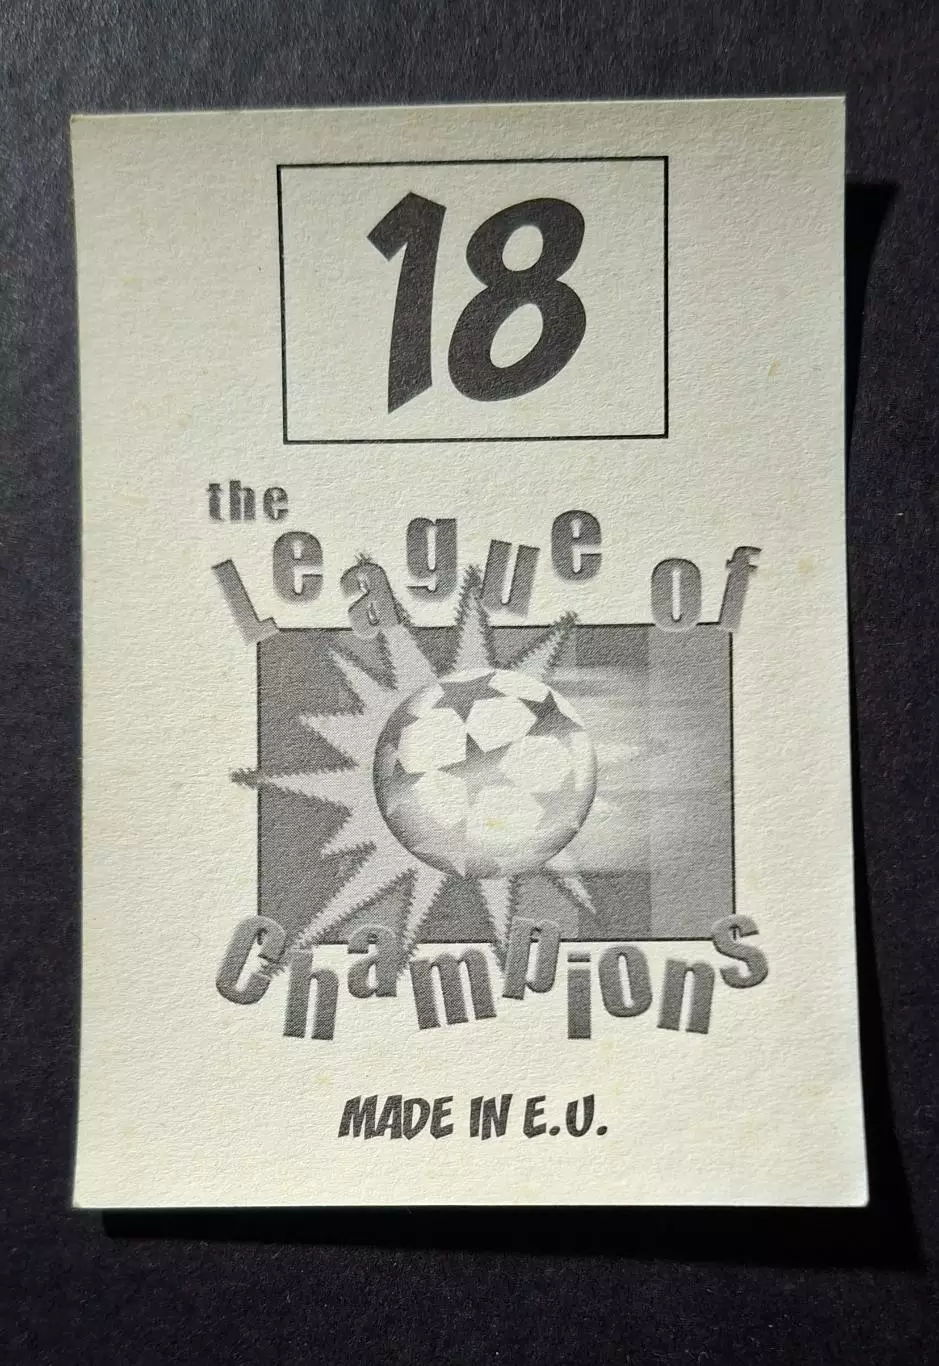 18
the
League of
Champions
MADE IN E.U.